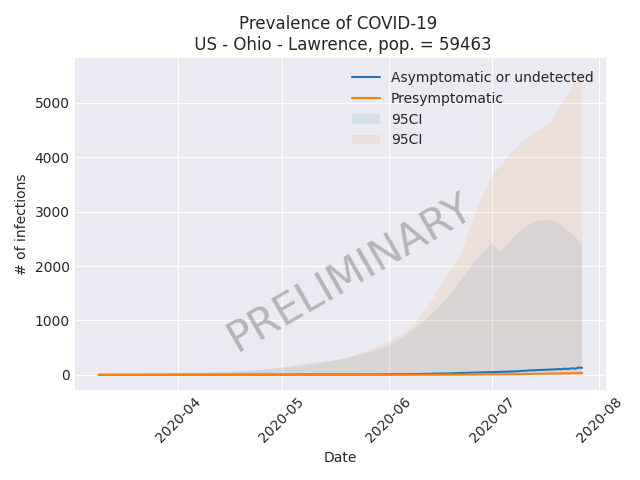 Prevalence of COVID-19
US - Ohio - Lawrence, pop. = 59463
Asymptomatic or undetected
Presymptomatic
95CI
95CI
5000
4000
3000
2000
1000
0
# of infections
PRELIMINARY
2020-04
2020-05
2020-06
2020-07
2020-08
Date